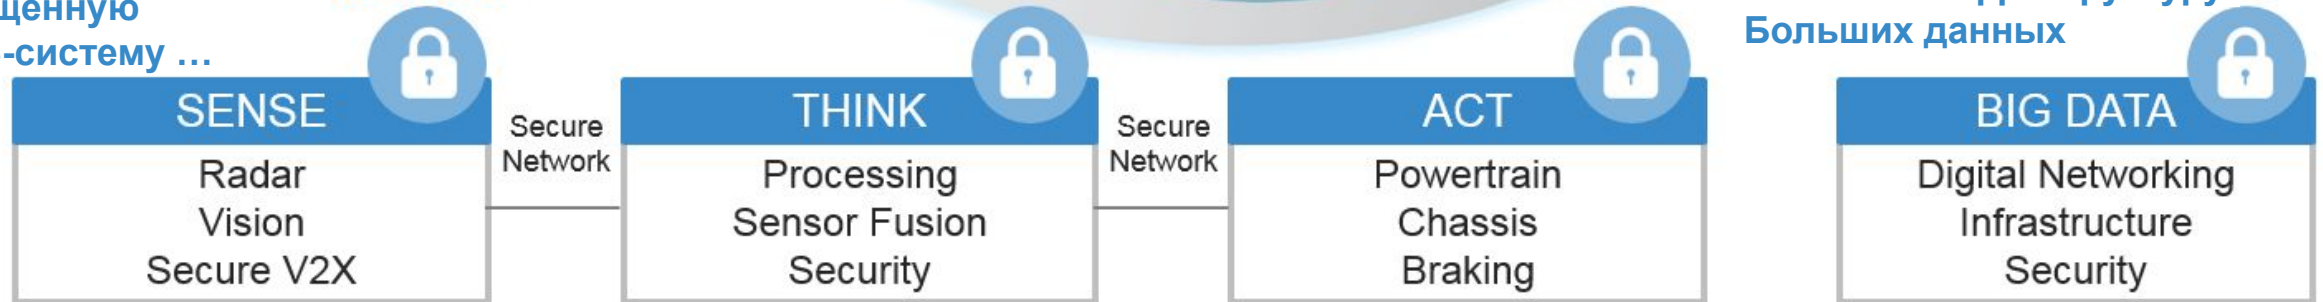 -систему …
Больших данных
SENSE
Radar
Vision
Secure V2X
Secure
Network
THINK
Processing
Sensor Fusion
Security
Secure
Network
ACT
Powertrain
Chassis
Braking
BIG DATA
Digital Networking
Infrastructure
Security